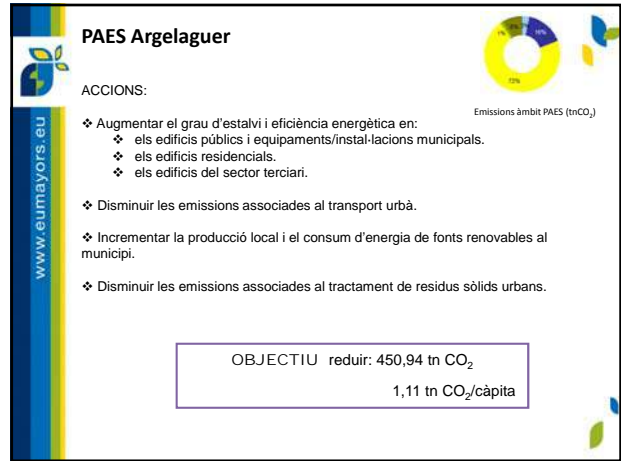 PAES Argelaguer
ACCIONS:
Emissions àmbit PAES (tnCO₂)
❖ Augmentar el grau d'estalvi i eficiència energètica en:
❖ els edificis públics i equipaments/instal·lacions municipals.
❖ els edificis residencials.
❖ els edificis del sector terciari.
❖ Disminuir les emissions associades al transport urbà.
❖ Incrementar la producció local i el consum d'energia de fonts renovables al
municipi.
❖ Disminuir les emissions associades al tractament de residus sòlids urbans.
OBJECTIU reduir: 450,94 tn CO₂
1,11 tn CO₂/càpita
www.eumayors.eu
72%